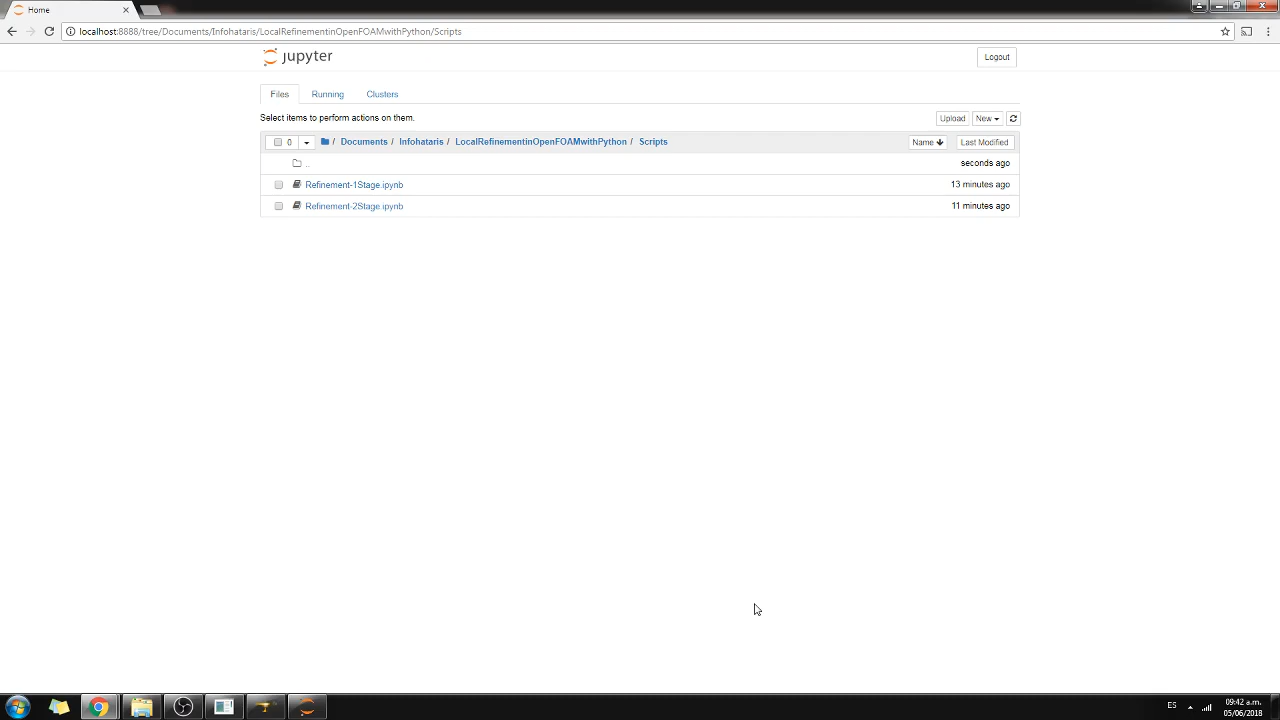 Home
localhost:8888/tree/Documents/Infohataris/LocalRefinementinOpenFOAMwithPython/Scripts
jupyter
Logout
Files Running Clusters
Select items to perform actions on them.
Upload New
0 / Documents / Infohataris / LocalRefinementinOpenFOAMwithPython / Scripts Name Last Modified
.. seconds ago
Refinement-1Stage.ipynb 13 minutes ago
Refinement-2Stage.ipynb 11 minutes ago
ES 09:42 a.m.
05/06/2018